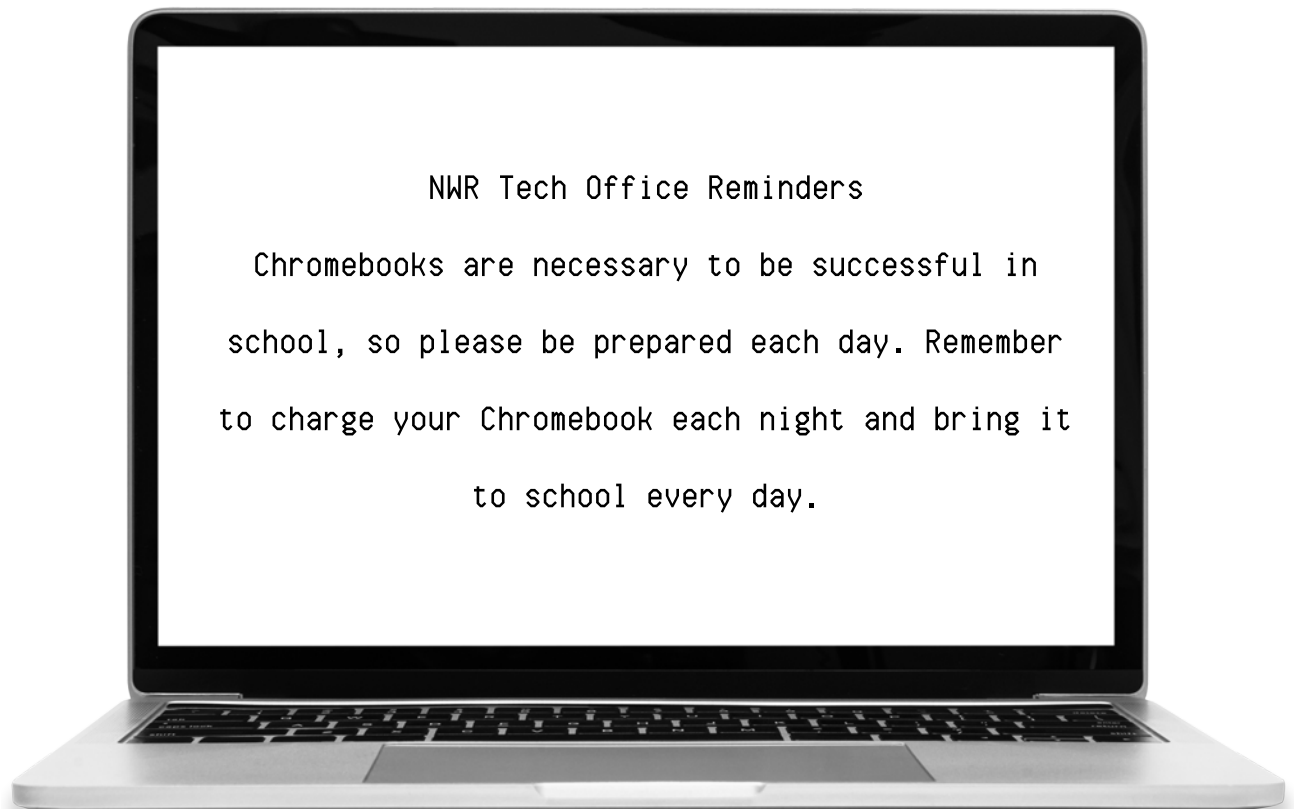 NWR Tech Office Reminders
Chromebooks are necessary to be successful in
school, so please be prepared each day. Remember
to charge your Chromebook each night and bring it
to school every day.